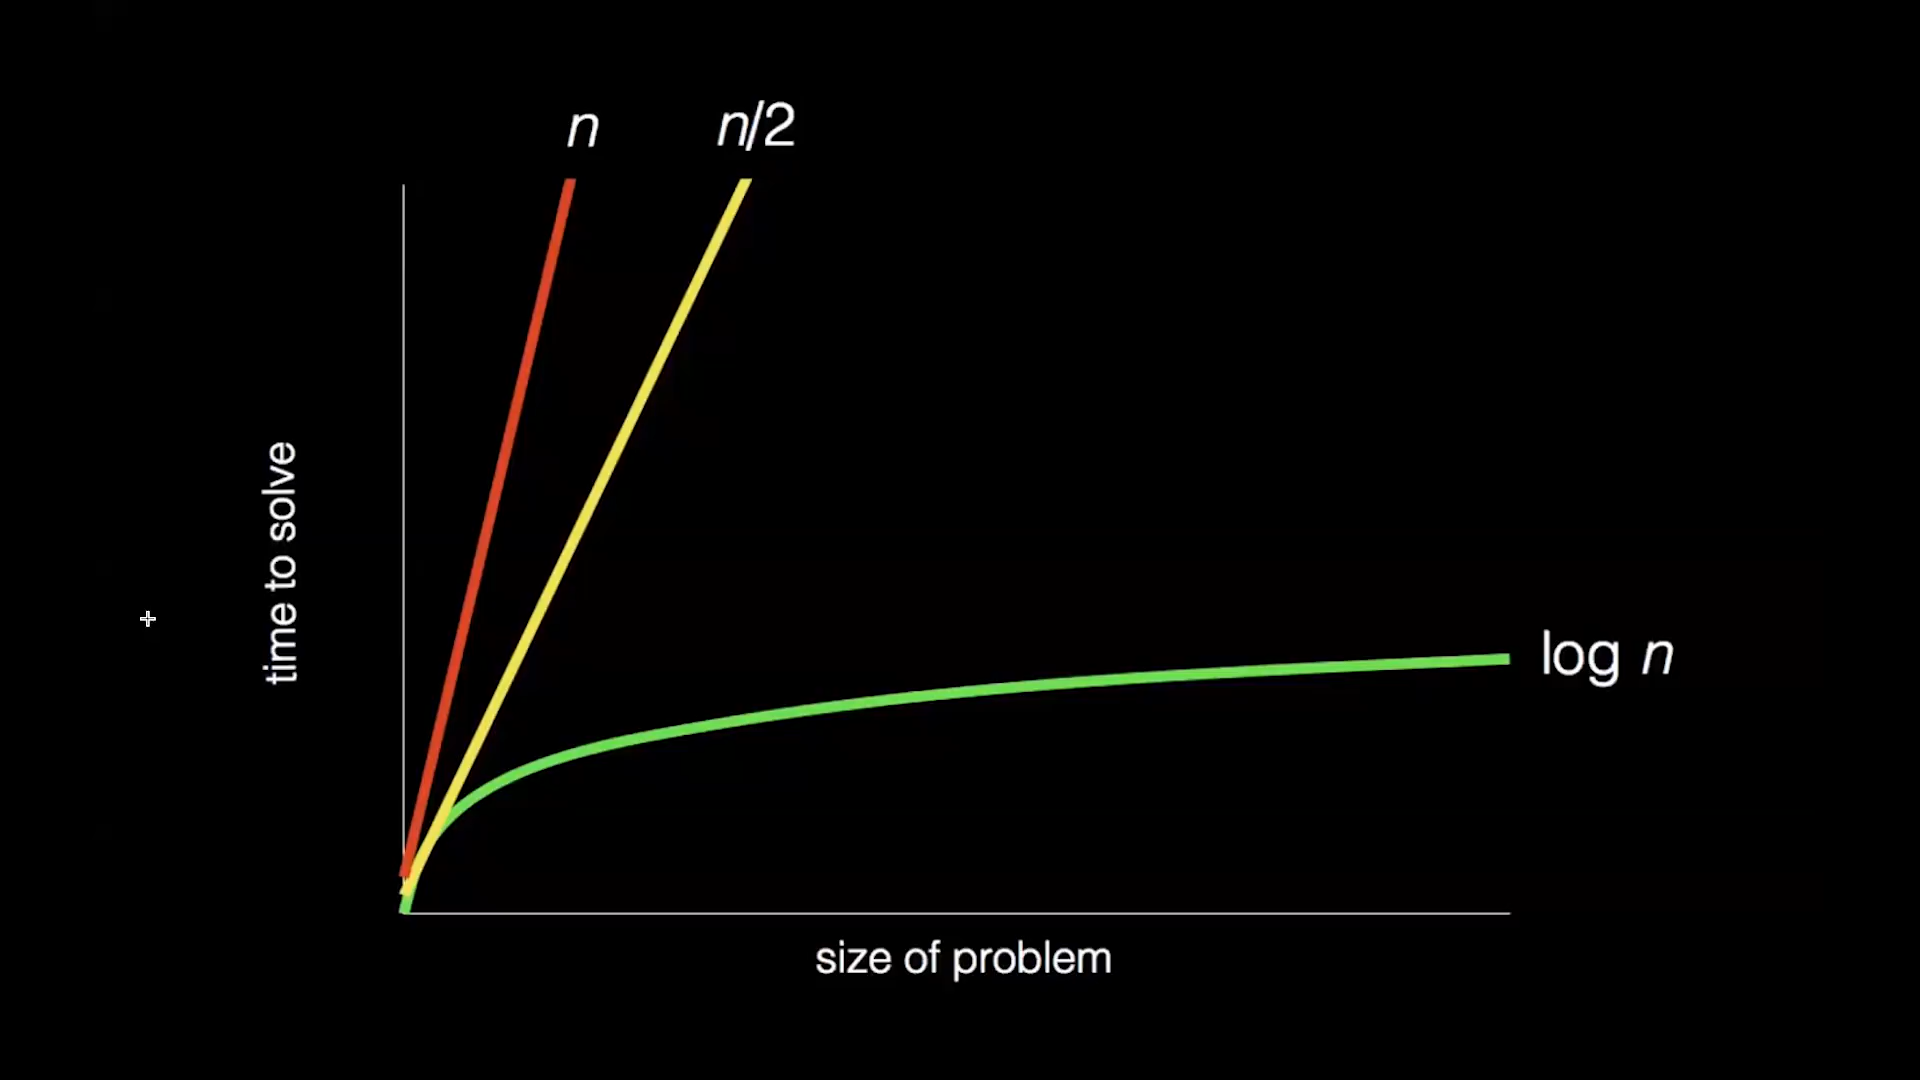 n
n/2
time to solve
log n
size of problem